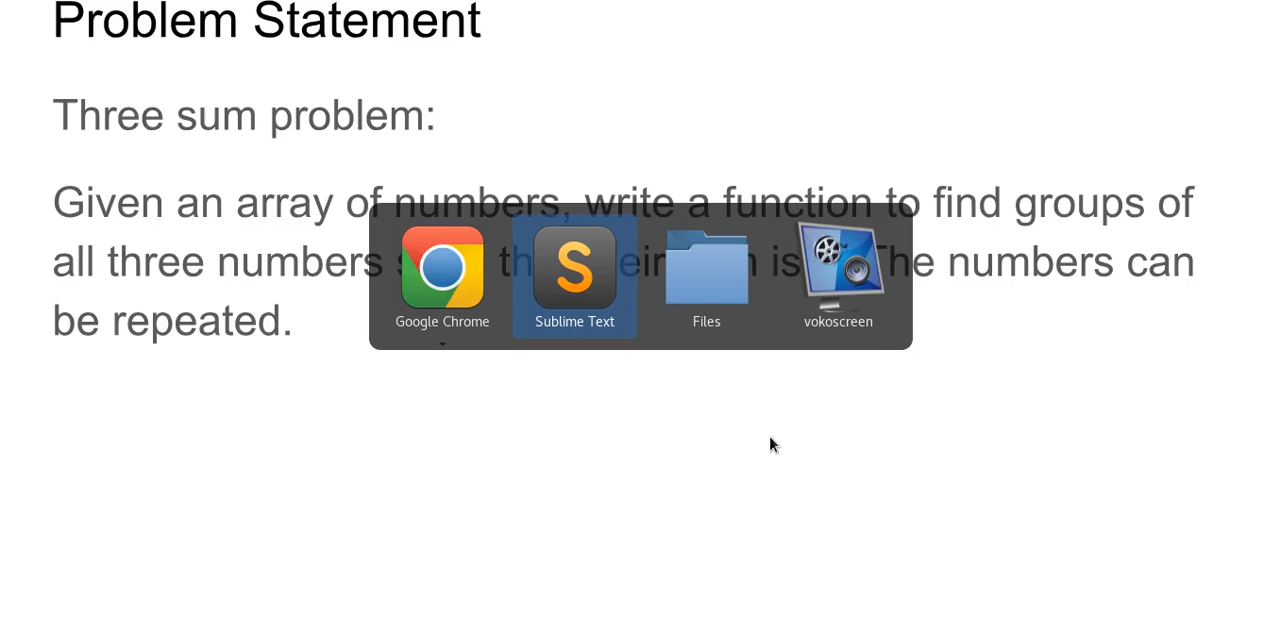 Problem Statement
Three sum problem:
Given an array of numbers, write a function to find groups of
all three numbers is The numbers can
be repeated.
Google Chrome
Sublime Text
Files
vokoscreen